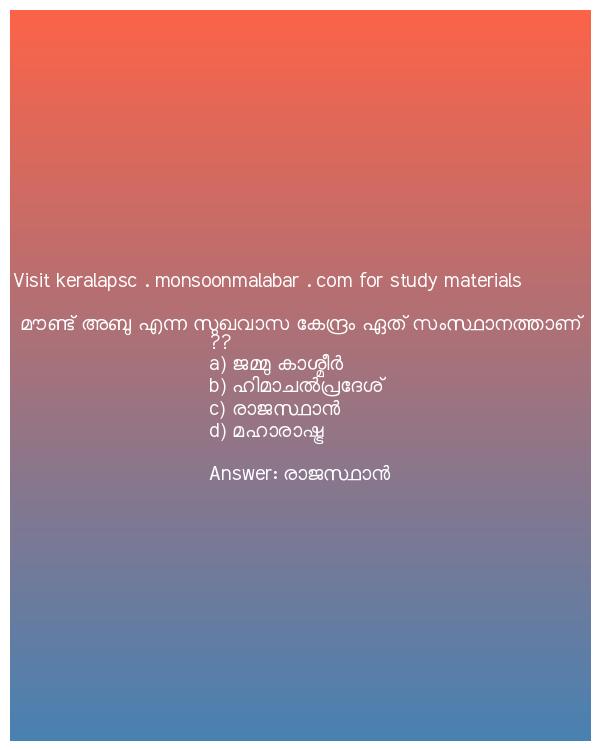 Visit keralapsc . monsoonmalabar . com for study materials
മൗണ്ട് അബു എന്ന സുഖവാസ കേന്ദ്രം ഏത് സംസ്ഥാനത്താണ്
??
a) ജമ്മു കാശ്മീർ
b) ഹിമാചൽപ്രദേശ്
c) രാജസ്ഥാൻ
d) മഹാരാഷ്ട്ര
Answer: രാജസ്ഥാൻ